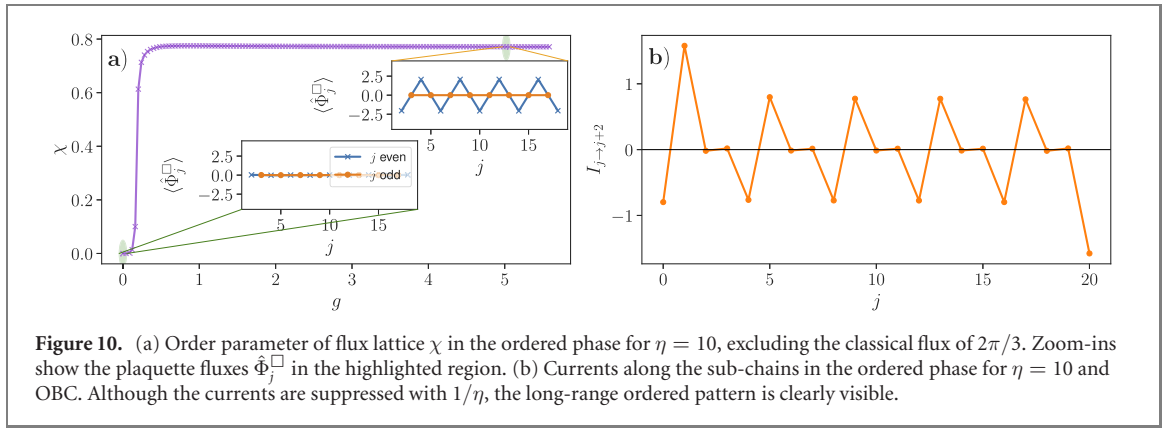 a)
0.8
0.6
0.4
0.2
0.0
χ
0
1
2
3
4
5
g
⟨Φ̂_j^□⟩
2.5
0.0
−2.5
5
10
15
j
⟨Φ̂_j^□⟩
2.5
0.0
−2.5
j even
j odd
5
10
15
j
b)
1
0
−1
I_{j→j+2}
0
5
10
15
20
j
Figure 10. (a) Order parameter of flux lattice χ in the ordered phase for η = 10, excluding the classical flux of 2π/3. Zoom-ins
show the plaquette fluxes Φ̂_j^□ in the highlighted region. (b) Currents along the sub-chains in the ordered phase for η = 10 and
OBC. Although the currents are suppressed with 1/η, the long-range ordered pattern is clearly visible.